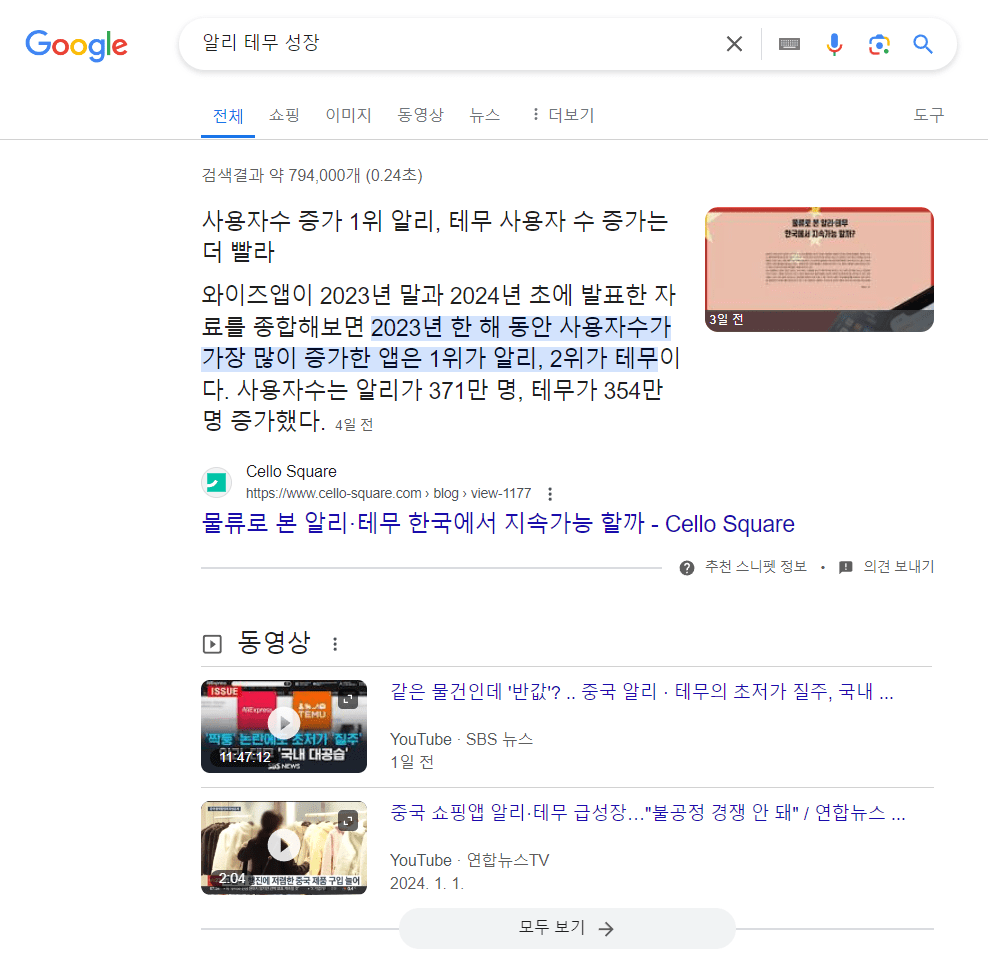 Google
알리 테무 성장
전체 쇼핑 이미지 동영상 뉴스 더보기 도구
검색결과 약 794,000개 (0.24초)
사용자수 증가 1위 알리, 테무 사용자 수 증가는
더 빨라
와이즈앱이 2023년 말과 2024년 초에 발표한 자
료를 종합해보면 2023년 한 해 동안 사용자수가
가장 많이 증가한 앱은 1위가 알리, 2위가 테무이
다. 사용자수는 알리가 371만 명, 테무가 354만
명 증가했다. 4일 전
물류로 본 알리·테무
한국에서 지속가능 할까?
3일 전
Cello Square
https://www.cello-square.com › blog › view-1177
물류로 본 알리·테무 한국에서 지속가능 할까 - Cello Square
추천 스니펫 정보 • 의견 보내기
동영상
ISSUE
AliExpress
TEMU
'짝퉁' 논란에도 초저가 '질주'
'국내 대공습'
SBS NEWS
11:47:12
같은 물건인데 '반값'? .. 중국 알리 · 테무의 초저가 질주, 국내 ...
YouTube · SBS 뉴스
1일 전
2:04
저렴한 중국 제품 구입 늘어
중국 쇼핑앱 알리·테무 급성장…"불공정 경쟁 안 돼" / 연합뉴스 ...
YouTube · 연합뉴스TV
2024. 1. 1.
모두 보기